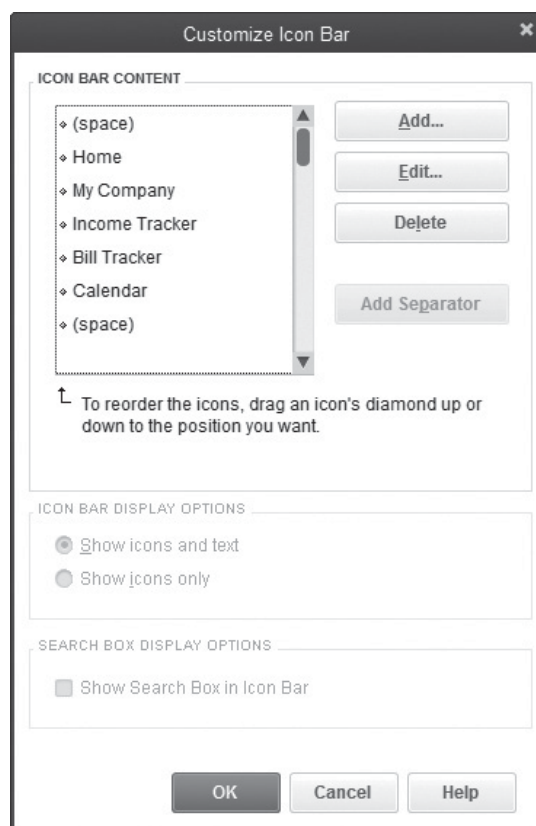 Customize Icon Bar
ICON BAR CONTENT
(space)
Home
My Company
Income Tracker
Bill Tracker
Calendar
(space)
Add...
Edit...
Delete
Add Separator
To reorder the icons, drag an icon's diamond up or
down to the position you want.
ICON BAR DISPLAY OPTIONS
Show icons and text
Show icons only
SEARCH BOX DISPLAY OPTIONS
Show Search Box in Icon Bar
OK
Cancel
Help